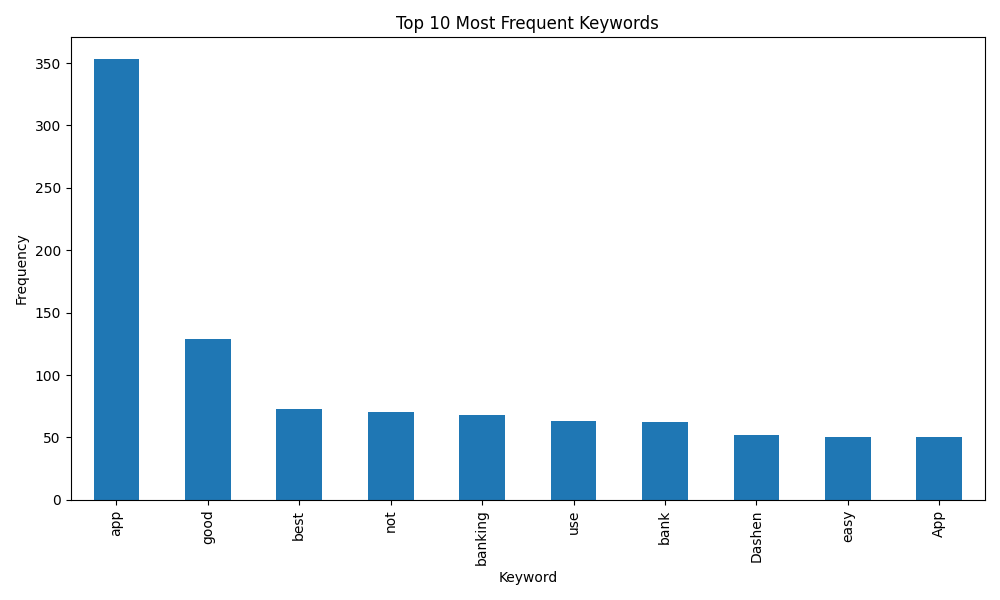 Top 10 Most Frequent Keywords
Frequency
350
300
250
200
150
100
50
0
app
good
best
not
banking
use
bank
Dashen
easy
App
Keyword